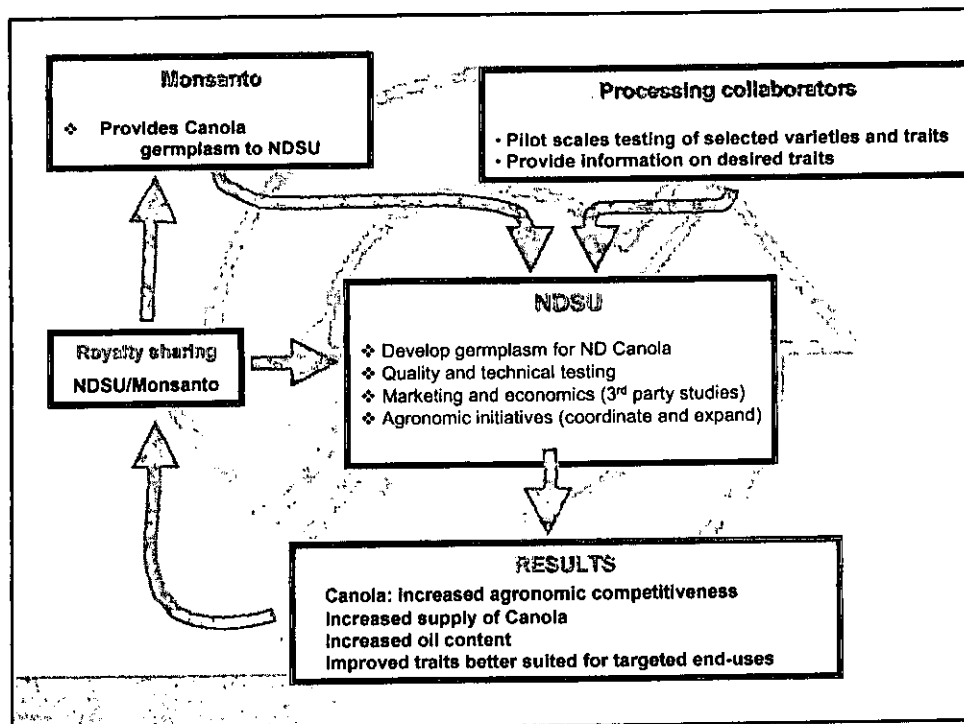 Monsanto
❖ Provides Canola
germplasm to NDSU
Processing collaborators
• Pilot scales testing of selected varieties and traits
• Provide information on desired traits
NDSU
❖ Develop germplasm for ND Canola
❖ Quality and technical testing
❖ Marketing and economics (3rd party studies)
❖ Agronomic initiatives (coordinate and expand)
Royalty sharing
NDSU/Monsanto
RESULTS
Canola: increased agronomic competitiveness
Increased supply of Canola
Increased oil content
Improved traits better suited for targeted end-uses